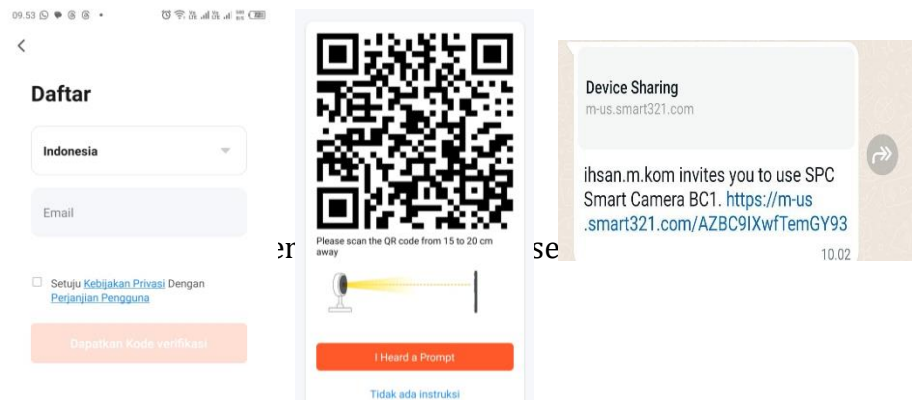 09.53
Daftar
Indonesia
Email
Setuju Kebijakan Privasi Dengan
Perjanjian Pengguna
Dapatkan Kode verifikasi
er
Please scan the QR code from 15 to 20 cm
away
I Heard a Prompt
Tidak ada instruksi
se
Device Sharing
m-us.smart321.com
ihsan.m.kom invites you to use SPC
Smart Camera BC1. https://m-us
.smart321.com/AZBC9IXwfTemGY93
10.02